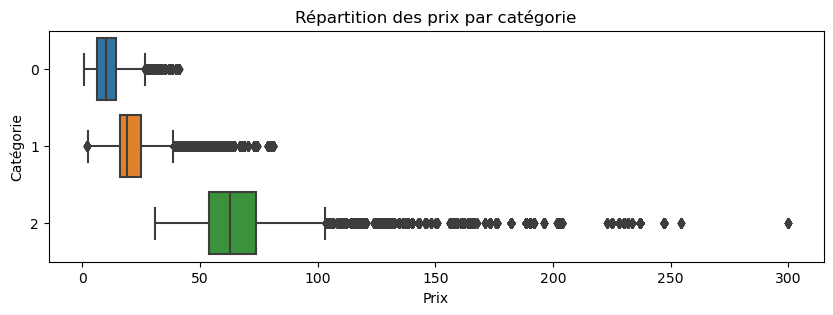 Répartition des prix par catégorie
Catégorie
0
1
2
0 50 100 150 200 250 300
Prix